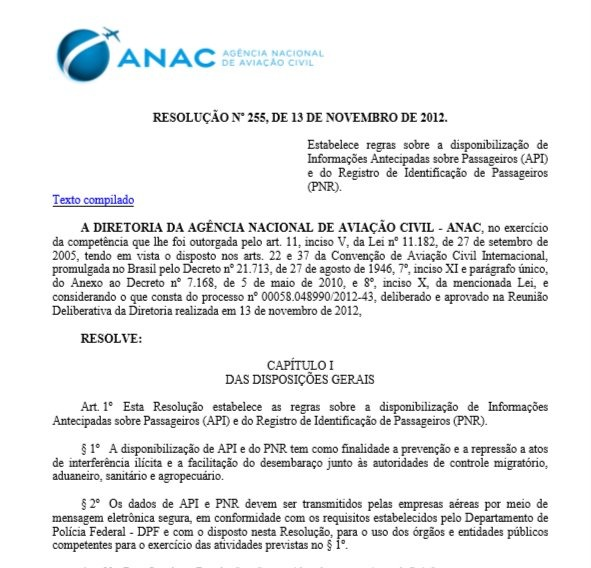 ANAC AGÊNCIA NACIONAL
DE AVIAÇÃO CIVIL
RESOLUÇÃO Nº 255, DE 13 DE NOVEMBRO DE 2012.
Estabelece regras sobre a disponibilização de
Informações Antecipadas sobre Passageiros (API)
e do Registro de Identificação de Passageiros
(PNR).
Texto compilado
A DIRETORIA DA AGÊNCIA NACIONAL DE AVIAÇÃO CIVIL - ANAC, no exercício
da competência que lhe foi outorgada pelo art. 11, inciso V, da Lei nº 11.182, de 27 de setembro de
2005, tendo em vista o disposto nos arts. 22 e 37 da Convenção de Aviação Civil Internacional,
promulgada no Brasil pelo Decreto nº 21.713, de 27 de agosto de 1946, 7º, inciso XI e parágrafo único,
do Anexo ao Decreto nº 7.168, de 5 de maio de 2010, e 8º, inciso X, da mencionada Lei, e
considerando o que consta do processo nº 00058.048990/2012-43, deliberado e aprovado na Reunião
Deliberativa da Diretoria realizada em 13 de novembro de 2012,
RESOLVE:
CAPÍTULO I
DAS DISPOSIÇÕES GERAIS
Art. 1º Esta Resolução estabelece as regras sobre a disponibilização de Informações
Antecipadas sobre Passageiros (API) e do Registro de Identificação de Passageiros (PNR).
§ 1º A disponibilização de API e do PNR tem como finalidade a prevenção e a repressão a atos
de interferência ilícita e a facilitação do desembaraço junto às autoridades de controle migratório,
aduaneiro, sanitário e agropecuário.
§ 2º Os dados de API e PNR devem ser transmitidos pelas empresas aéreas por meio de
mensagem eletrônica segura, em conformidade com os requisitos estabelecidos pelo Departamento de
Polícia Federal - DPF e com o disposto nesta Resolução, para o uso dos órgãos e entidades públicos
competentes para o exercício das atividades previstas no § 1º.